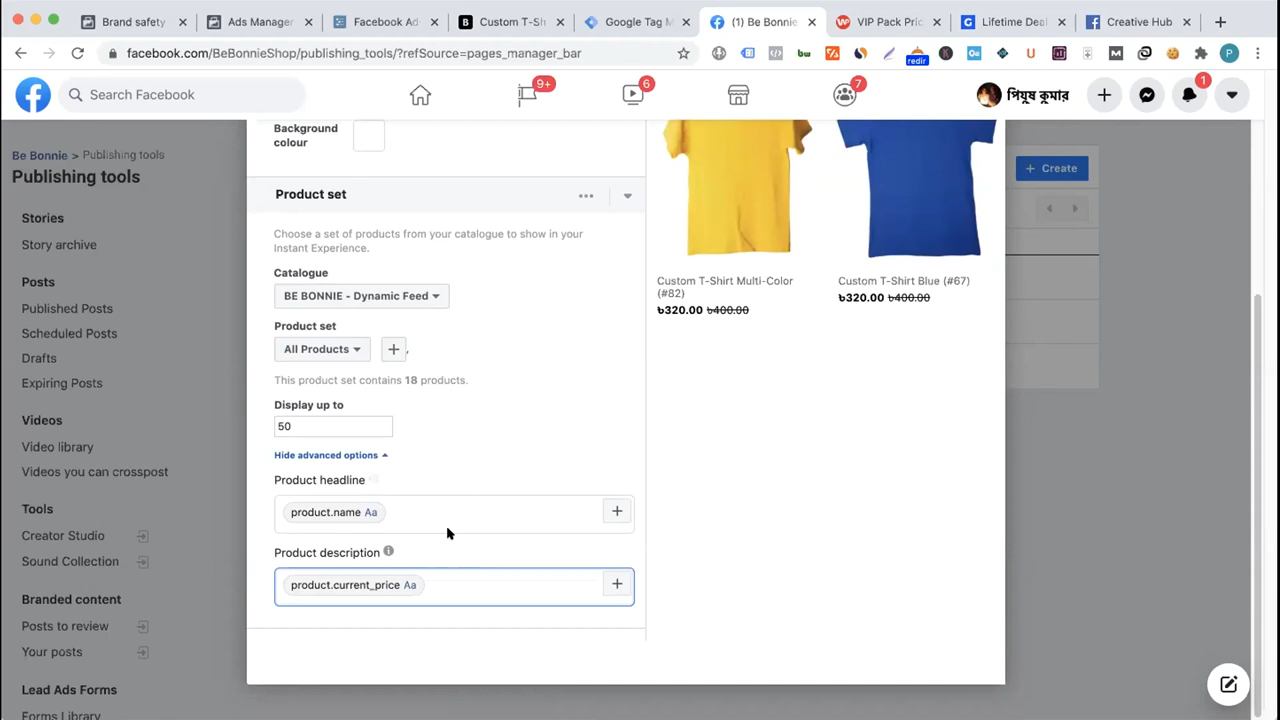 Brand safety
Ads Manager
Facebook Ad
Custom T-Sh
Google Tag M
(1) Be Bonnie
VIP Pack Pric
Lifetime Deal
Creative Hub
facebook.com/BeBonnieShop/publishing_tools/?refSource=pages_manager_bar
redir
P
Search Facebook
9+
6
7
পিযুষ কুমার
1
Be Bonnie > Publishing tools
Publishing tools
Stories
Story archive
Posts
Published Posts
Scheduled Posts
Drafts
Expiring Posts
Videos
Video library
Videos you can crosspost
Tools
Creator Studio
Sound Collection
Branded content
Posts to review
Your posts
Lead Ads Forms
Forms Library
Background
colour
Product set
Choose a set of products from your catalogue to show in your
Instant Experience.
Catalogue
BE BONNIE - Dynamic Feed
Product set
All Products
This product set contains 18 products.
Display up to
50
Hide advanced options
Product headline
product.name Aa
Product description
product.current_price Aa
Custom T-Shirt Multi-Color
(#82)
৳320.00 ৳400.00
Custom T-Shirt Blue (#67)
৳320.00 ৳400.00
+ Create